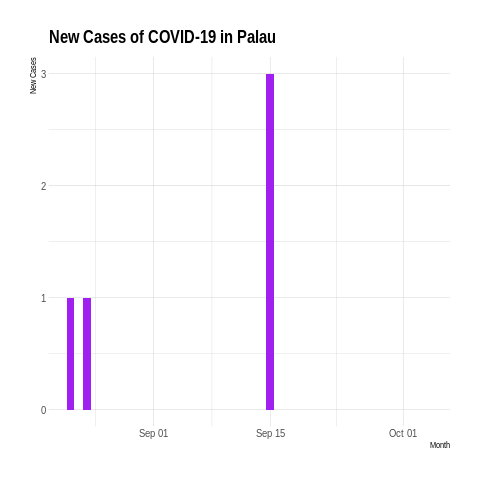 New Cases of COVID-19 in Palau
New Cases
3
2
1
0
Sep 01
Sep 15
Oct 01
Month